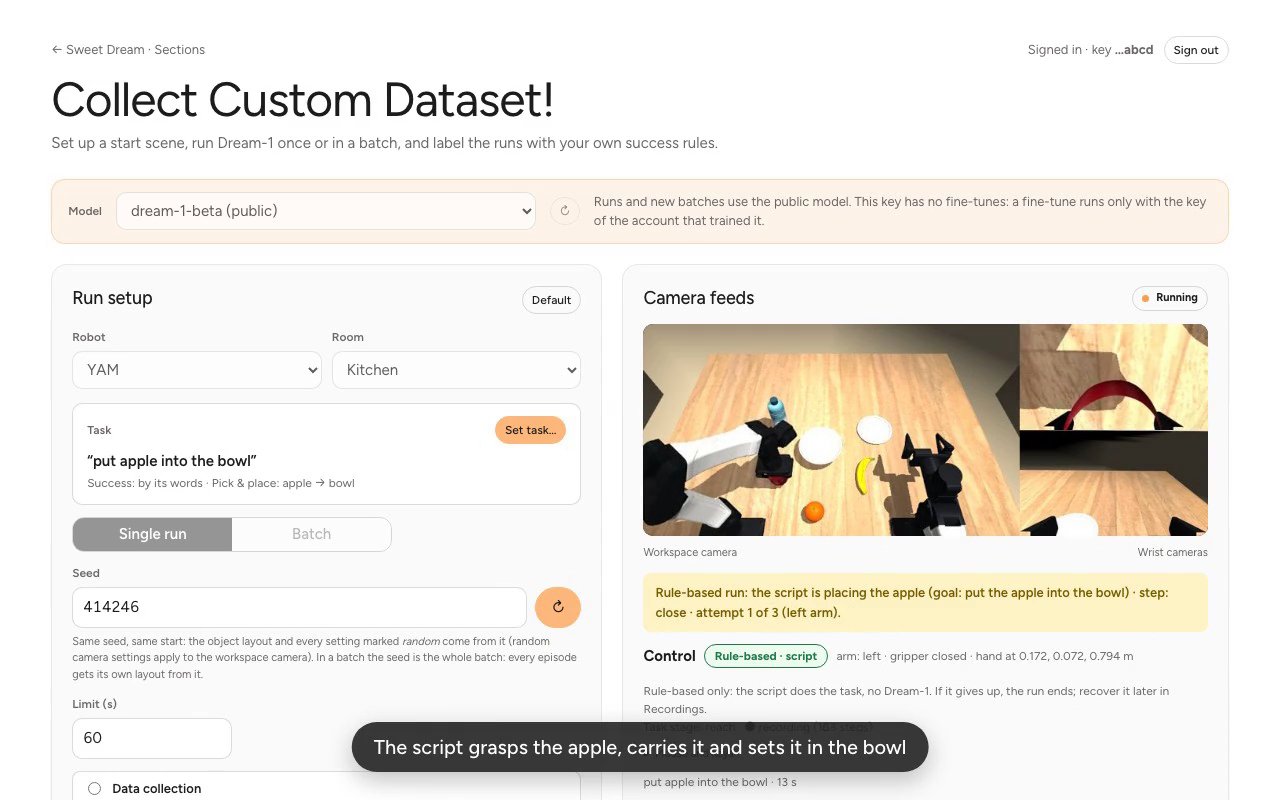 ← Sweet Dream · Sections
Signed in · key ...abcd
Sign out
Collect Custom Dataset!
Set up a start scene, run Dream-1 once or in a batch, and label the runs with your own success rules.
Model
dream-1-beta (public)
Runs and new batches use the public model. This key has no fine-tunes: a fine-tune runs only with the key
of the account that trained it.
Run setup
Default
Robot
Room
YAM
Kitchen
Task
Set task...
“put apple into the bowl”
Success: by its words · Pick & place: apple → bowl
Single run
Batch
Seed
414246
Same seed, same start: the object layout and every setting marked random come from it (random
camera settings apply to the workspace camera). In a batch the seed is the whole batch: every episode
gets its own layout from it.
Limit (s)
60
Data collection
Camera feeds
Running
Workspace camera
Wrist cameras
Rule-based run: the script is placing the apple (goal: put the apple into the bowl) · step:
close · attempt 1 of 3 (left arm).
Control
Rule-based · script
arm: left · gripper closed · hand at 0.172, 0.072, 0.794 m
Rule-based only: the script does the task, no Dream-1. If it gives up, the run ends; recover it later in
Recordings.
Task stage: reach
recording (163 steps)
The script grasps the apple, carries it and sets it in the bowl
put apple into the bowl · 13 s